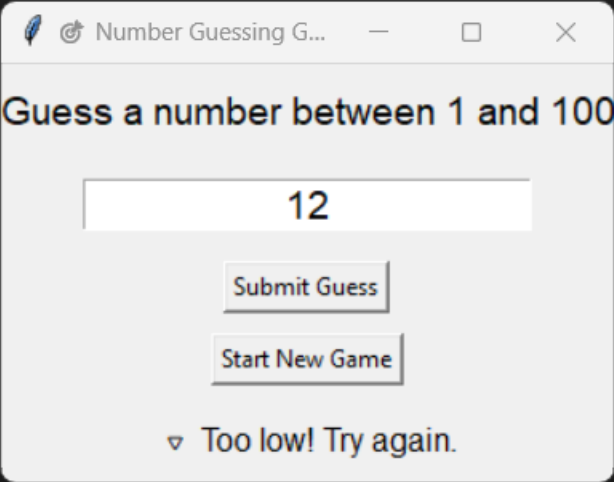 Number Guessing G...
Guess a number between 1 and 100
12
Submit Guess
Start New Game
Too low! Try again.